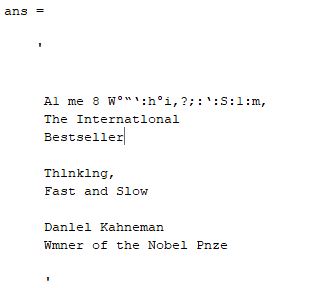 ans =
'
Al me 8 W°“‘:h°i,?;:‘:S:l:m,
The Internatlonal
Bestseller
Thlnklng,
Fast and Slow
Danlel Kahneman
Wmner of the Nobel Pnze
'